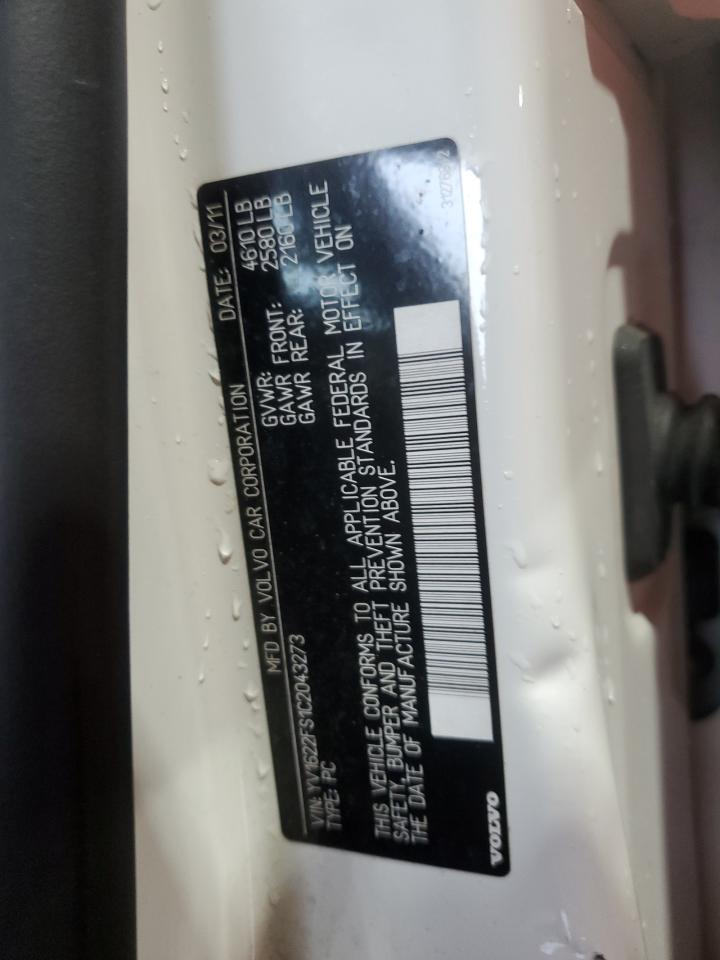 MFD BY VOLVO CAR CORPORATION DATE: 03/11
GVWR: 4610 LB
GAWR FRONT: 2580 LB
GAWR REAR: 2160 LB
VIN: YV1622FS1C2043273
TYPE: PC
THIS VEHICLE CONFORMS TO ALL APPLICABLE FEDERAL MOTOR VEHICLE
SAFETY, BUMPER AND THEFT PREVENTION STANDARDS IN EFFECT ON
THE DATE OF MANUFACTURE SHOWN ABOVE.
VOLVO